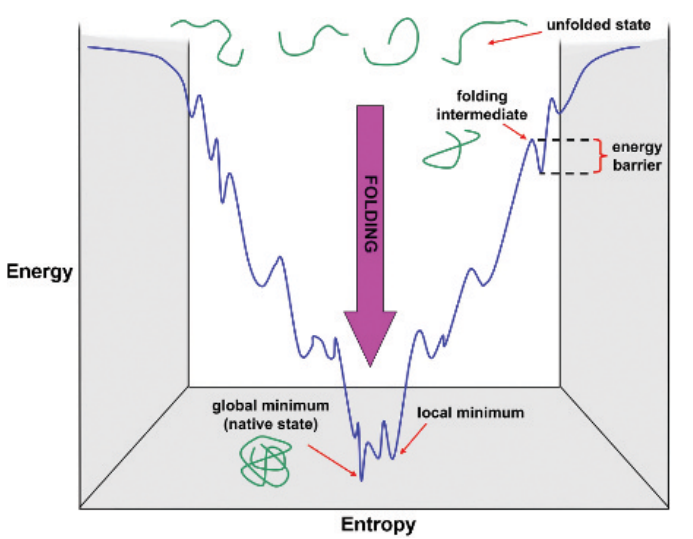 unfolded state
folding
intermediate
energy
barrier
FOLDING
Energy
global minimum
(native state)
local minimum
Entropy